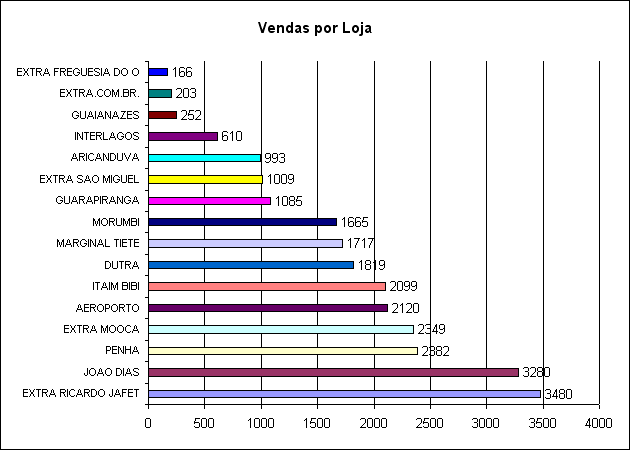 Vendas por Loja
EXTRA FREGUESIA DO O 166
EXTRA.COM.BR. 203
GUAIANAZES 252
INTERLAGOS 610
ARICANDUVA 993
EXTRA SAO MIGUEL 1009
GUARAPIRANGA 1085
MORUMBI 1665
MARGINAL TIETE 1717
DUTRA 1819
ITAIM BIBI 2099
AEROPORTO 2120
EXTRA MOOCA 2349
PENHA 2382
JOAO DIAS 3280
EXTRA RICARDO JAFET 3480
0 500 1000 1500 2000 2500 3000 3500 4000